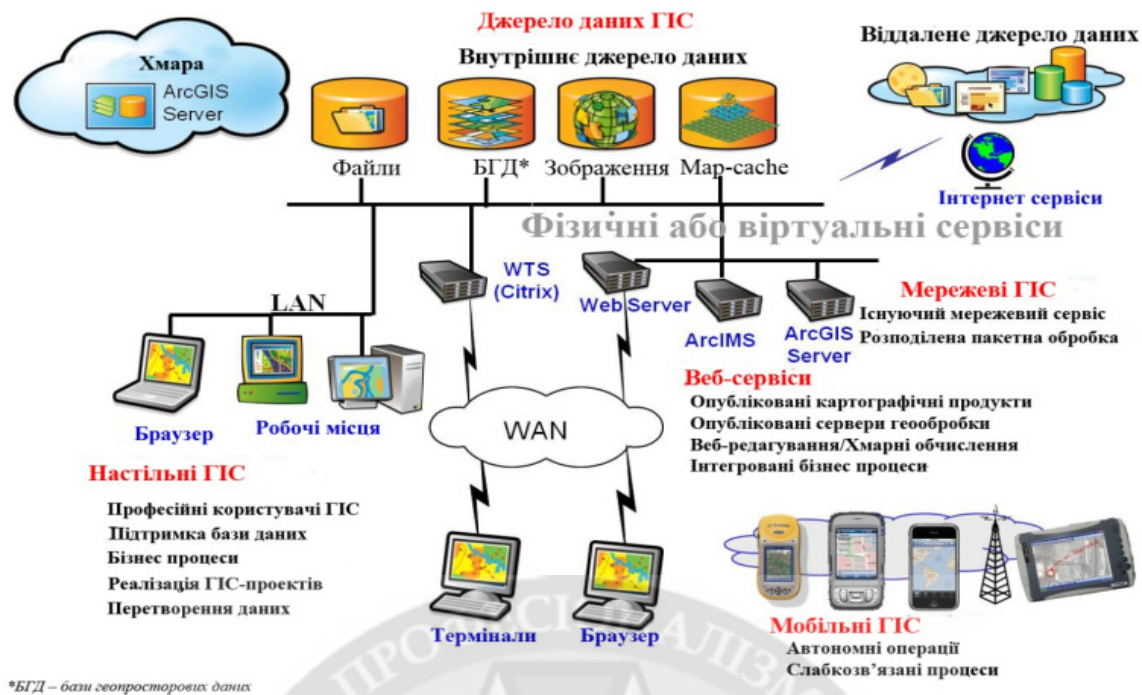 Джерело даних ГІС
Хмара
ArcGIS
Server
Внутрішнє джерело даних
Віддалене джерело даних
Файли
БГД*
Зображення
Map-cache
Інтернет сервіси
Фізичні або віртуальні сервіси
WTS
(Citrix)
Web Server
ArcIMS
ArcGIS
Server
Мережеві ГІС
Існуючий мережевий сервіс
Розподілена пакетна обробка
LAN
Браузер
Робочі місця
WAN
Веб-сервіси
Опубліковані картографічні продукти
Опубліковані сервери геообробки
Веб-редагування/Хмарні обчислення
Інтегровані бізнес процеси
Настільні ГІС
Професійні користувачі ГІС
Підтримка бази даних
Бізнес процеси
Реалізація ГІС-проектів
Перетворення даних
Термінали
Браузер
Мобільні ГІС
Автономні операції
Слабкозв’язані процеси
*БГД – бази геопросторових даних